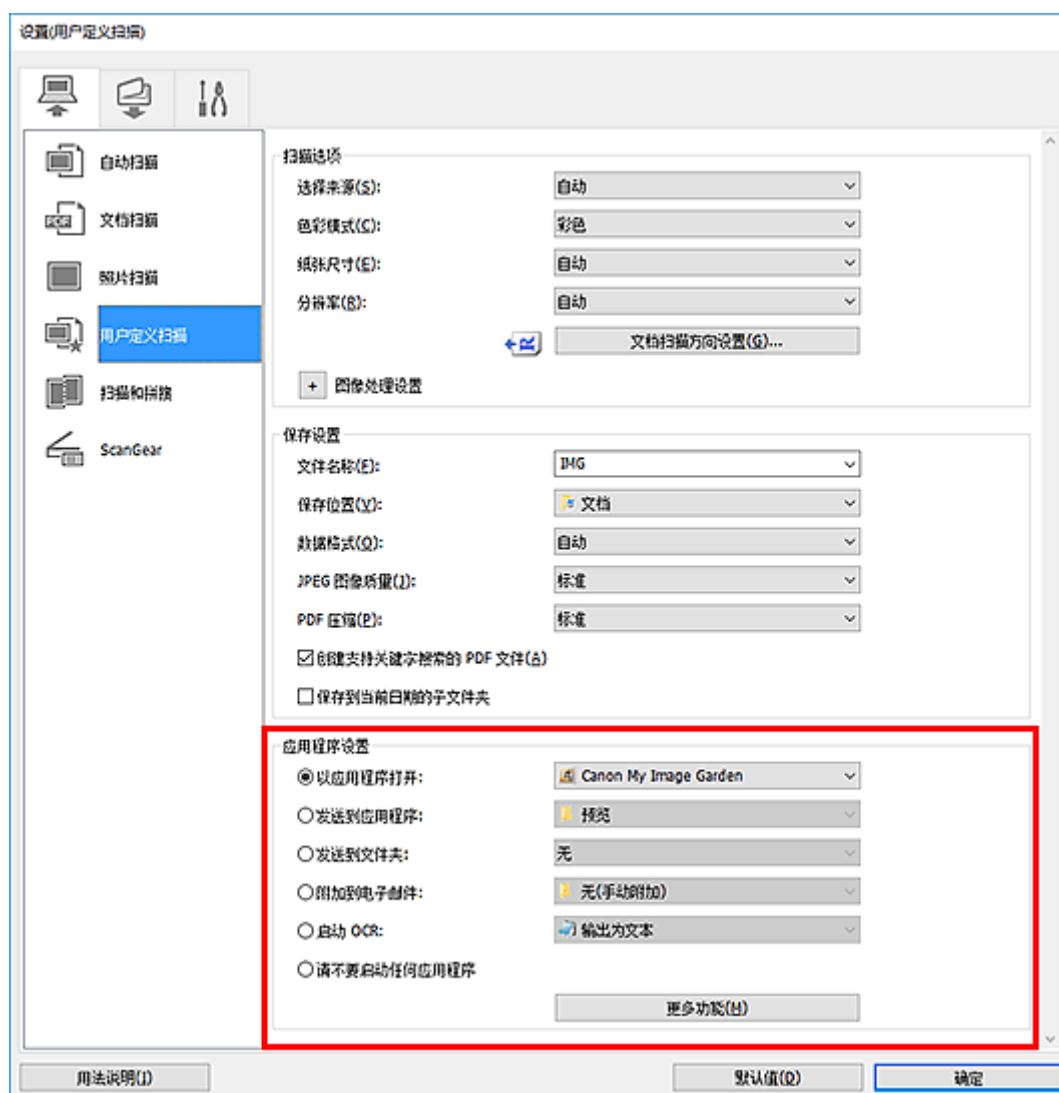 设置(用户定义扫描)
自动扫描
文档扫描
照片扫描
用户定义扫描
扫描和拼接
ScanGear
扫描选项
选择来源(S): 自动
色彩模式(C): 彩色
纸张尺寸(E): 自动
分辨率(R): 自动
文档扫描方向设置(G)...
+ 图像处理设置
保存设置
文件名称(F): IMG
保存位置(V): 文档
数据格式(O): 自动
JPEG 图像质量(J): 标准
PDF 压缩(P): 标准
创建支持关键字搜索的 PDF 文件(A)
保存到当前日期的子文件夹
应用程序设置
以应用程序打开: Canon My Image Garden
发送到应用程序: 预览
发送到文件夹: 无
附加到电子邮件: 无(手动附加)
启动 OCR: 输出为文本
请不要启动任何应用程序
更多功能(H)
用法说明(I) 默认值(D) 确定